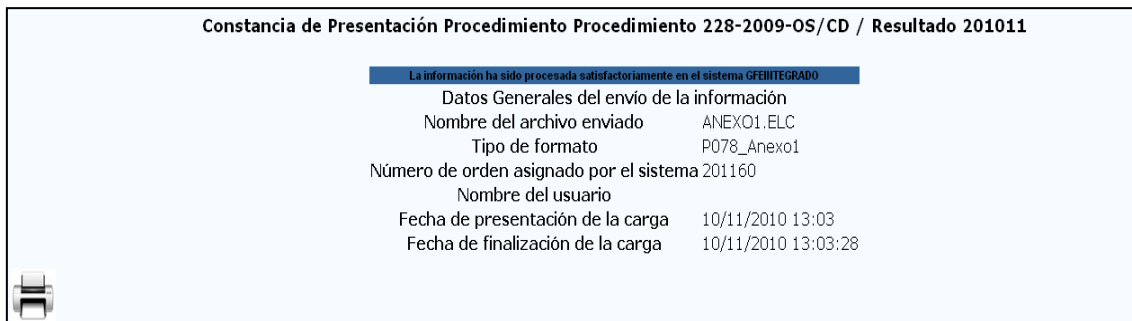 Constancia de Presentación Procedimiento Procedimiento 228-2009-OS/CD / Resultado 201011
La información ha sido procesada satisfactoriamente en el sistema GFEINTEGRADO
Datos Generales del envío de la información
Nombre del archivo enviado ANEXO1.ELC
Tipo de formato P078_Anexo1
Número de orden asignado por el sistema 201160
Nombre del usuario
Fecha de presentación de la carga 10/11/2010 13:03
Fecha de finalización de la carga 10/11/2010 13:03:28